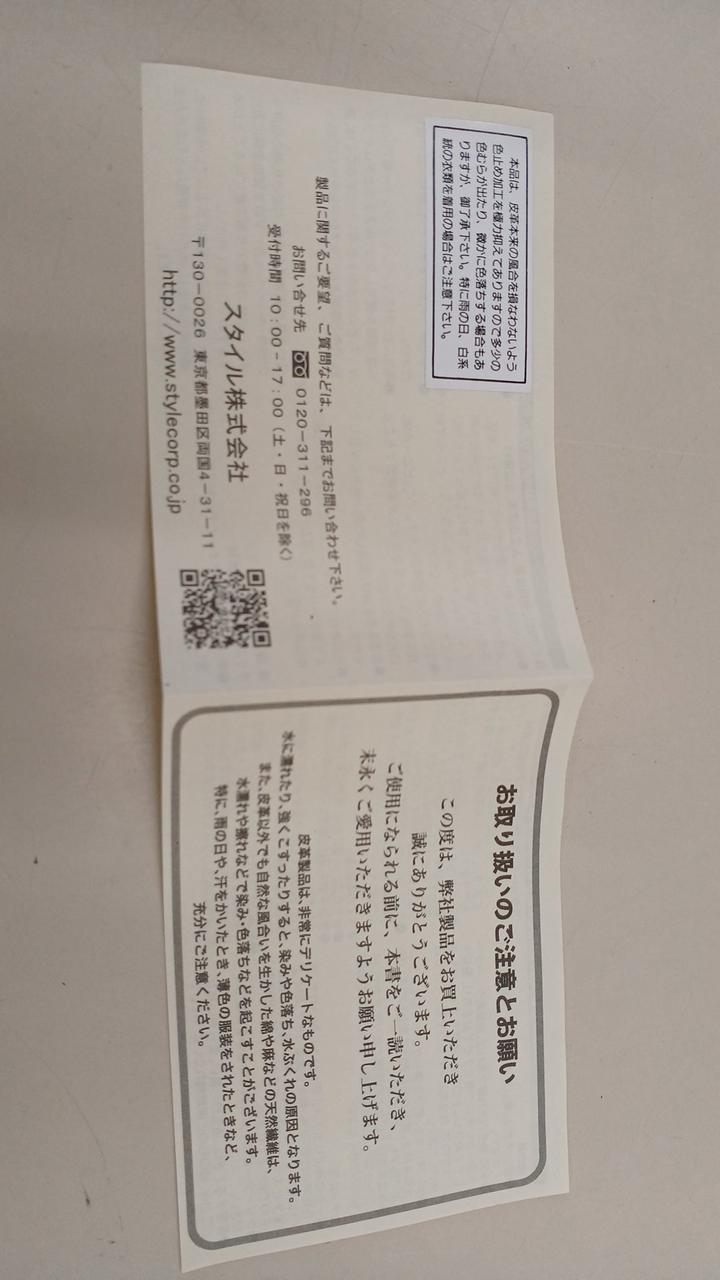 本品は、皮革本来の風合を損なわないよう
色止め加工を極力抑えてありますので多少の
色むらが出たり、微かに色落ちする場合もあ
りますが、御了承下さい。特に雨の日、白系
統の衣類を着用の場合はご注意下さい。
製品に関するご要望、ご質問などは、下記までお問い合わせ下さい。
お問い合せ先 0120-311-296
受付時間 10:00-17:00（土・日・祝日を除く）
スタイル株式会社
〒130-0026 東京都墨田区両国4-31-11
http://www.stylecorp.co.jp
お取り扱いのご注意とお願い
この度は、弊社製品をお買上いただき
誠にありがとうございます。
ご使用になられる前に、本書をご一読いただき、
末永くご愛用いただきますようお願い申し上げます。
皮革製品は、非常にデリケートなものです。
水に濡れたり、強くこすったりすると、染みや色落ち、水ぶくれの原因となります。
また、皮革以外でも自然な風合いを生かした綿や麻などの天然繊維は、
水濡れや擦れなどで染み・色落ちなどを起こすことがございます。
特に、雨の日や、汗をかいたとき、薄色の服装をされたときなど、
充分にご注意ください。